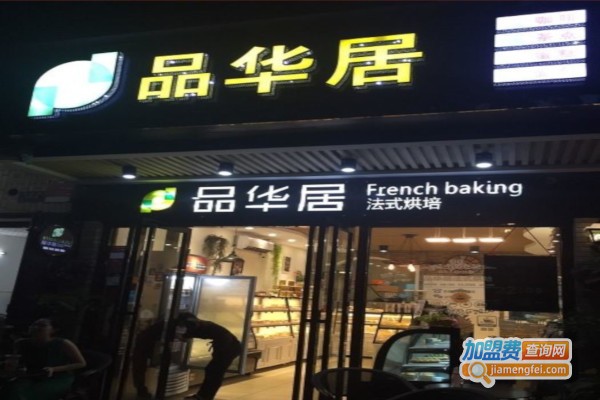 品华居
品华居 French baking
法式烘培
加盟费查询网
jiamengfei.com